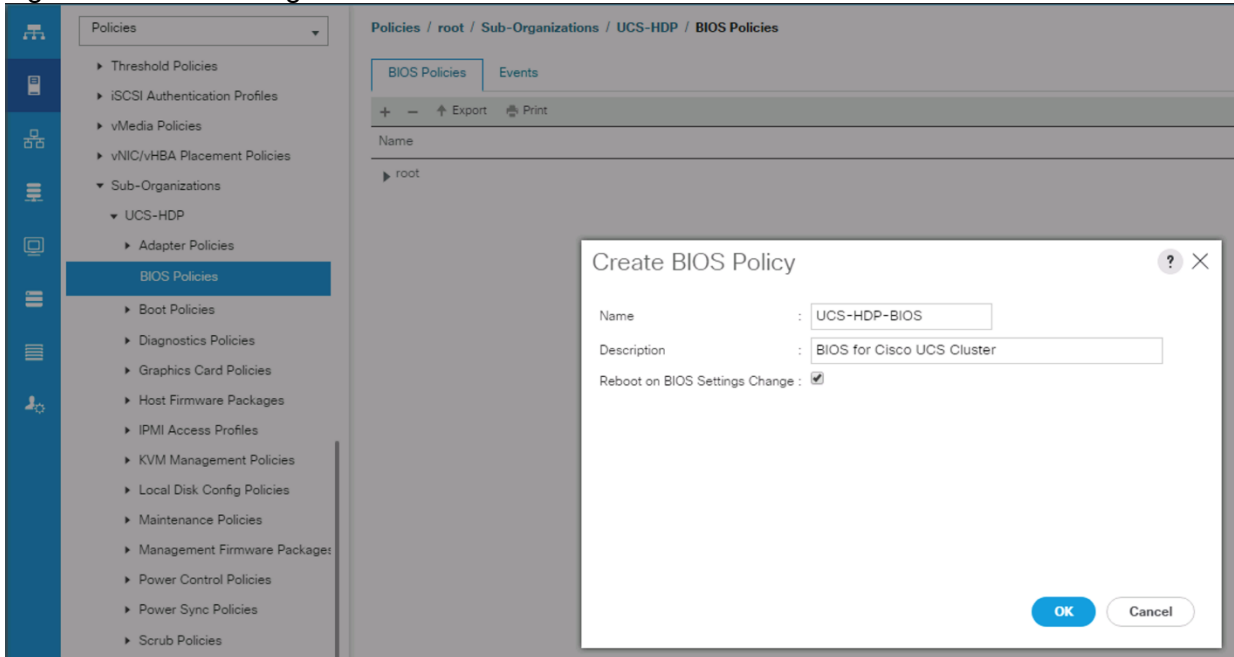 Policies
Threshold Policies
iSCSI Authentication Profiles
vMedia Policies
vNIC/vHBA Placement Policies
Sub-Organizations
UCS-HDP
Adapter Policies
BIOS Policies
Boot Policies
Diagnostics Policies
Graphics Card Policies
Host Firmware Packages
IPMI Access Profiles
KVM Management Policies
Local Disk Config Policies
Maintenance Policies
Management Firmware Packages
Power Control Policies
Power Sync Policies
Scrub Policies
Policies / root / Sub-Organizations / UCS-HDP / BIOS Policies
BIOS Policies Events
+ − Export Print
Name
root
Create BIOS Policy ? ×
Name : UCS-HDP-BIOS
Description : BIOS for Cisco UCS Cluster
Reboot on BIOS Settings Change :
OK Cancel